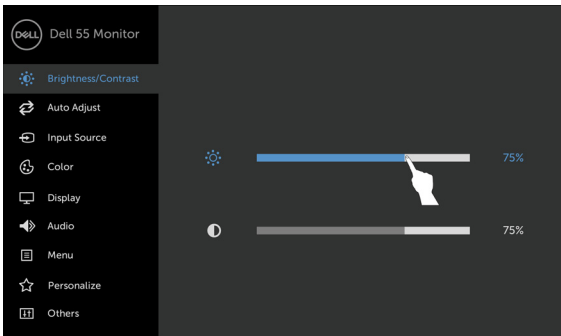 DELL
Dell 55 Monitor
Brightness/Contrast
Auto Adjust
Input Source
Color
Display
Audio
Menu
Personalize
Others
75%
75%